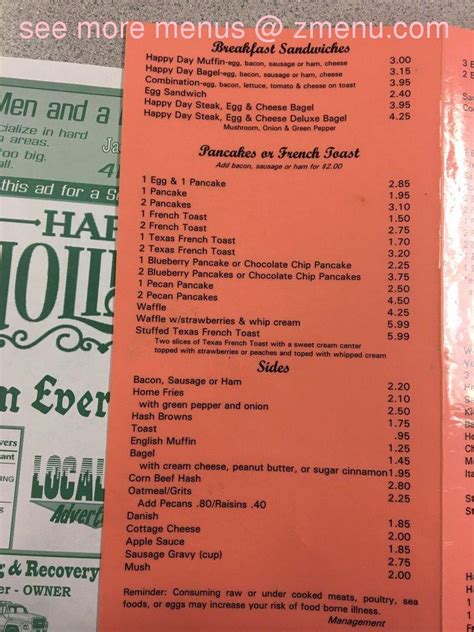 see more menus @ zmenu.com
Breakfast Sandwiches
Happy Day Muffin-egg, bacon, sausage or ham, cheese 3.00
Happy Day Bagel-egg, bacon, sausage or ham, cheese 3.15
Combination-egg, bacon, lettuce, tomato & cheese on toast 3.95
Egg Sandwich 2.40
Happy Day Steak, Egg & Cheese Bagel 3.95
Happy Day Steak, Egg & Cheese Deluxe Bagel 4.25
Mushroom, Onion & Green Pepper
Pancakes or French Toast
Add bacon, sausage or ham for $2.00
1 Egg & 1 Pancake 2.85
1 Pancake 1.95
2 Pancakes 3.10
1 French Toast 1.50
2 French Toast 2.75
1 Texas French Toast 1.70
2 Texas French Toast 2.70
1 Blueberry Pancake or Chocolate Chip Pancake 2.25
2 Blueberry Pancakes or Chocolate Chip Pancakes 3.75
1 Pecan Pancake 2.25
2 Pecan Pancakes 4.50
Waffle 4.50
Waffle w/strawberries & whip cream 5.99
Stuffed Texas French Toast 5.99
Two slices of Texas French Toast with a sweet cream center
topped with strawberries or peaches and toped with whipped cream
Sides
Bacon, Sausage or Ham 2.20
Home Fries 2.10
with green pepper and onion 2.50
Hash Browns
Toast .95
English Muffin 1.25
Bagel 1.45
with cream cheese, peanut butter, or sugar cinnamon 1.95
Corn Beef Hash 2.80
Oatmeal/Grits 2.25
Add Pecans .80/Raisins .40
Danish 1.85
Cottage Cheese
Apple Sauce
Sausage Gravy (cup)
Mush 2.00
Reminder: Consuming raw or under cooked meats, poultry, sea
foods, or eggs may increase your risk of food borne illness.
Management
Men and a
ecialize in hard
areas.
too big.
all
this ad for a
HAP
Ever
LOCAL
Advert
g & Recovery
er - OWNER